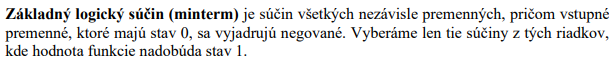 Základný logický súčin (minterm) je súčin všetkých nezávisle premenných, pričom vstupné
premenné, ktoré majú stav 0, sa vyjadrujú negované. Vyberáme len tie súčiny z tých riadkov,
kde hodnota funkcie nadobúda stav 1.